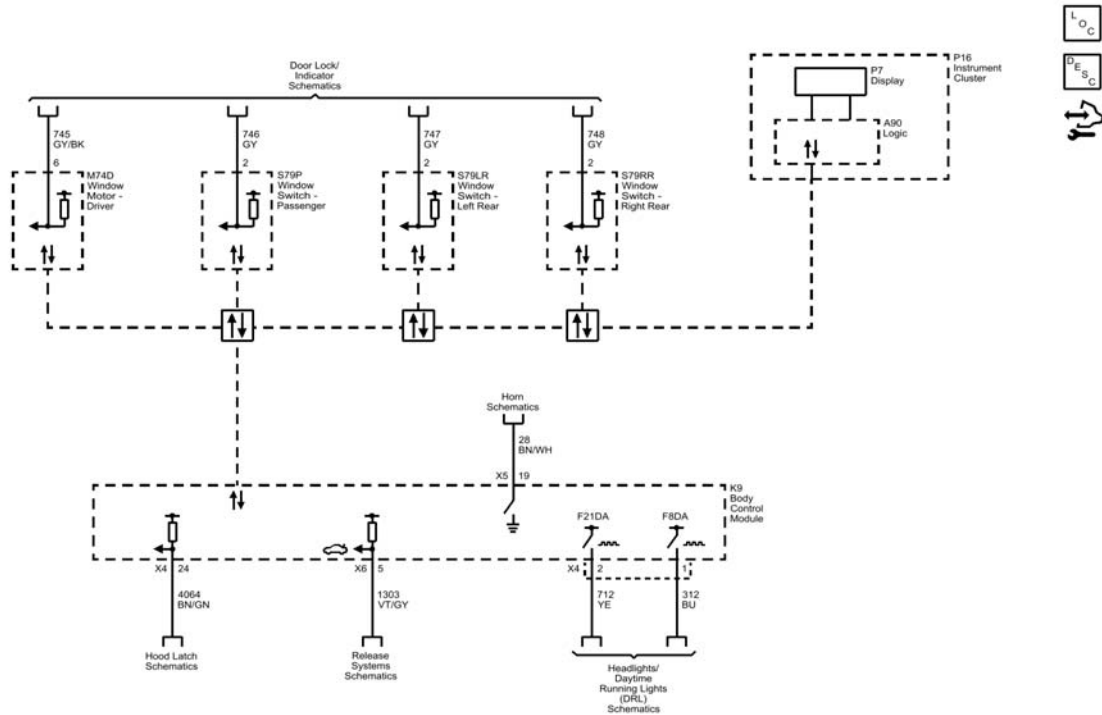 L
O
C
D
E
S
C
Door Lock/
Indicator
Schematics
P16
Instrument
Cluster
P7
Display
A90
Logic
745
GY/BK
6
746
GY
2
747
GY
2
748
GY
2
M74D
Window
Motor -
Driver
S79P
Window
Switch -
Passenger
S79LR
Window
Switch -
Left Rear
S79RR
Window
Switch -
Right Rear
Horn
Schematics
28
BN/WH
X5 19
K9
Body
Control
Module
F21DA
F8DA
X4 24
X6 5
X4 2
1
4064
BN/GN
1303
VT/GY
712
YE
312
BU
Hood Latch
Schematics
Release
Systems
Schematics
Headlights/
Daytime
Running Lights
(DRL)
Schematics